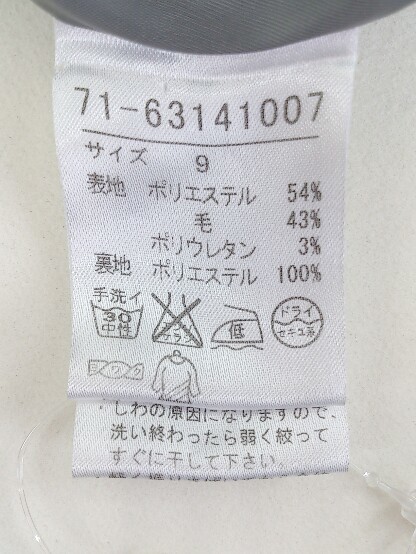 71-63141007
サイズ 9
表地 ポリエステル 54%
毛 43%
ポリウレタン 3%
裏地 ポリエステル 100%
手洗イ
30
中性
低
ドライ
セキユ系
ヨワク
しわの原因になりますので、
洗い終わったら弱く絞って
すぐに干して下さい。